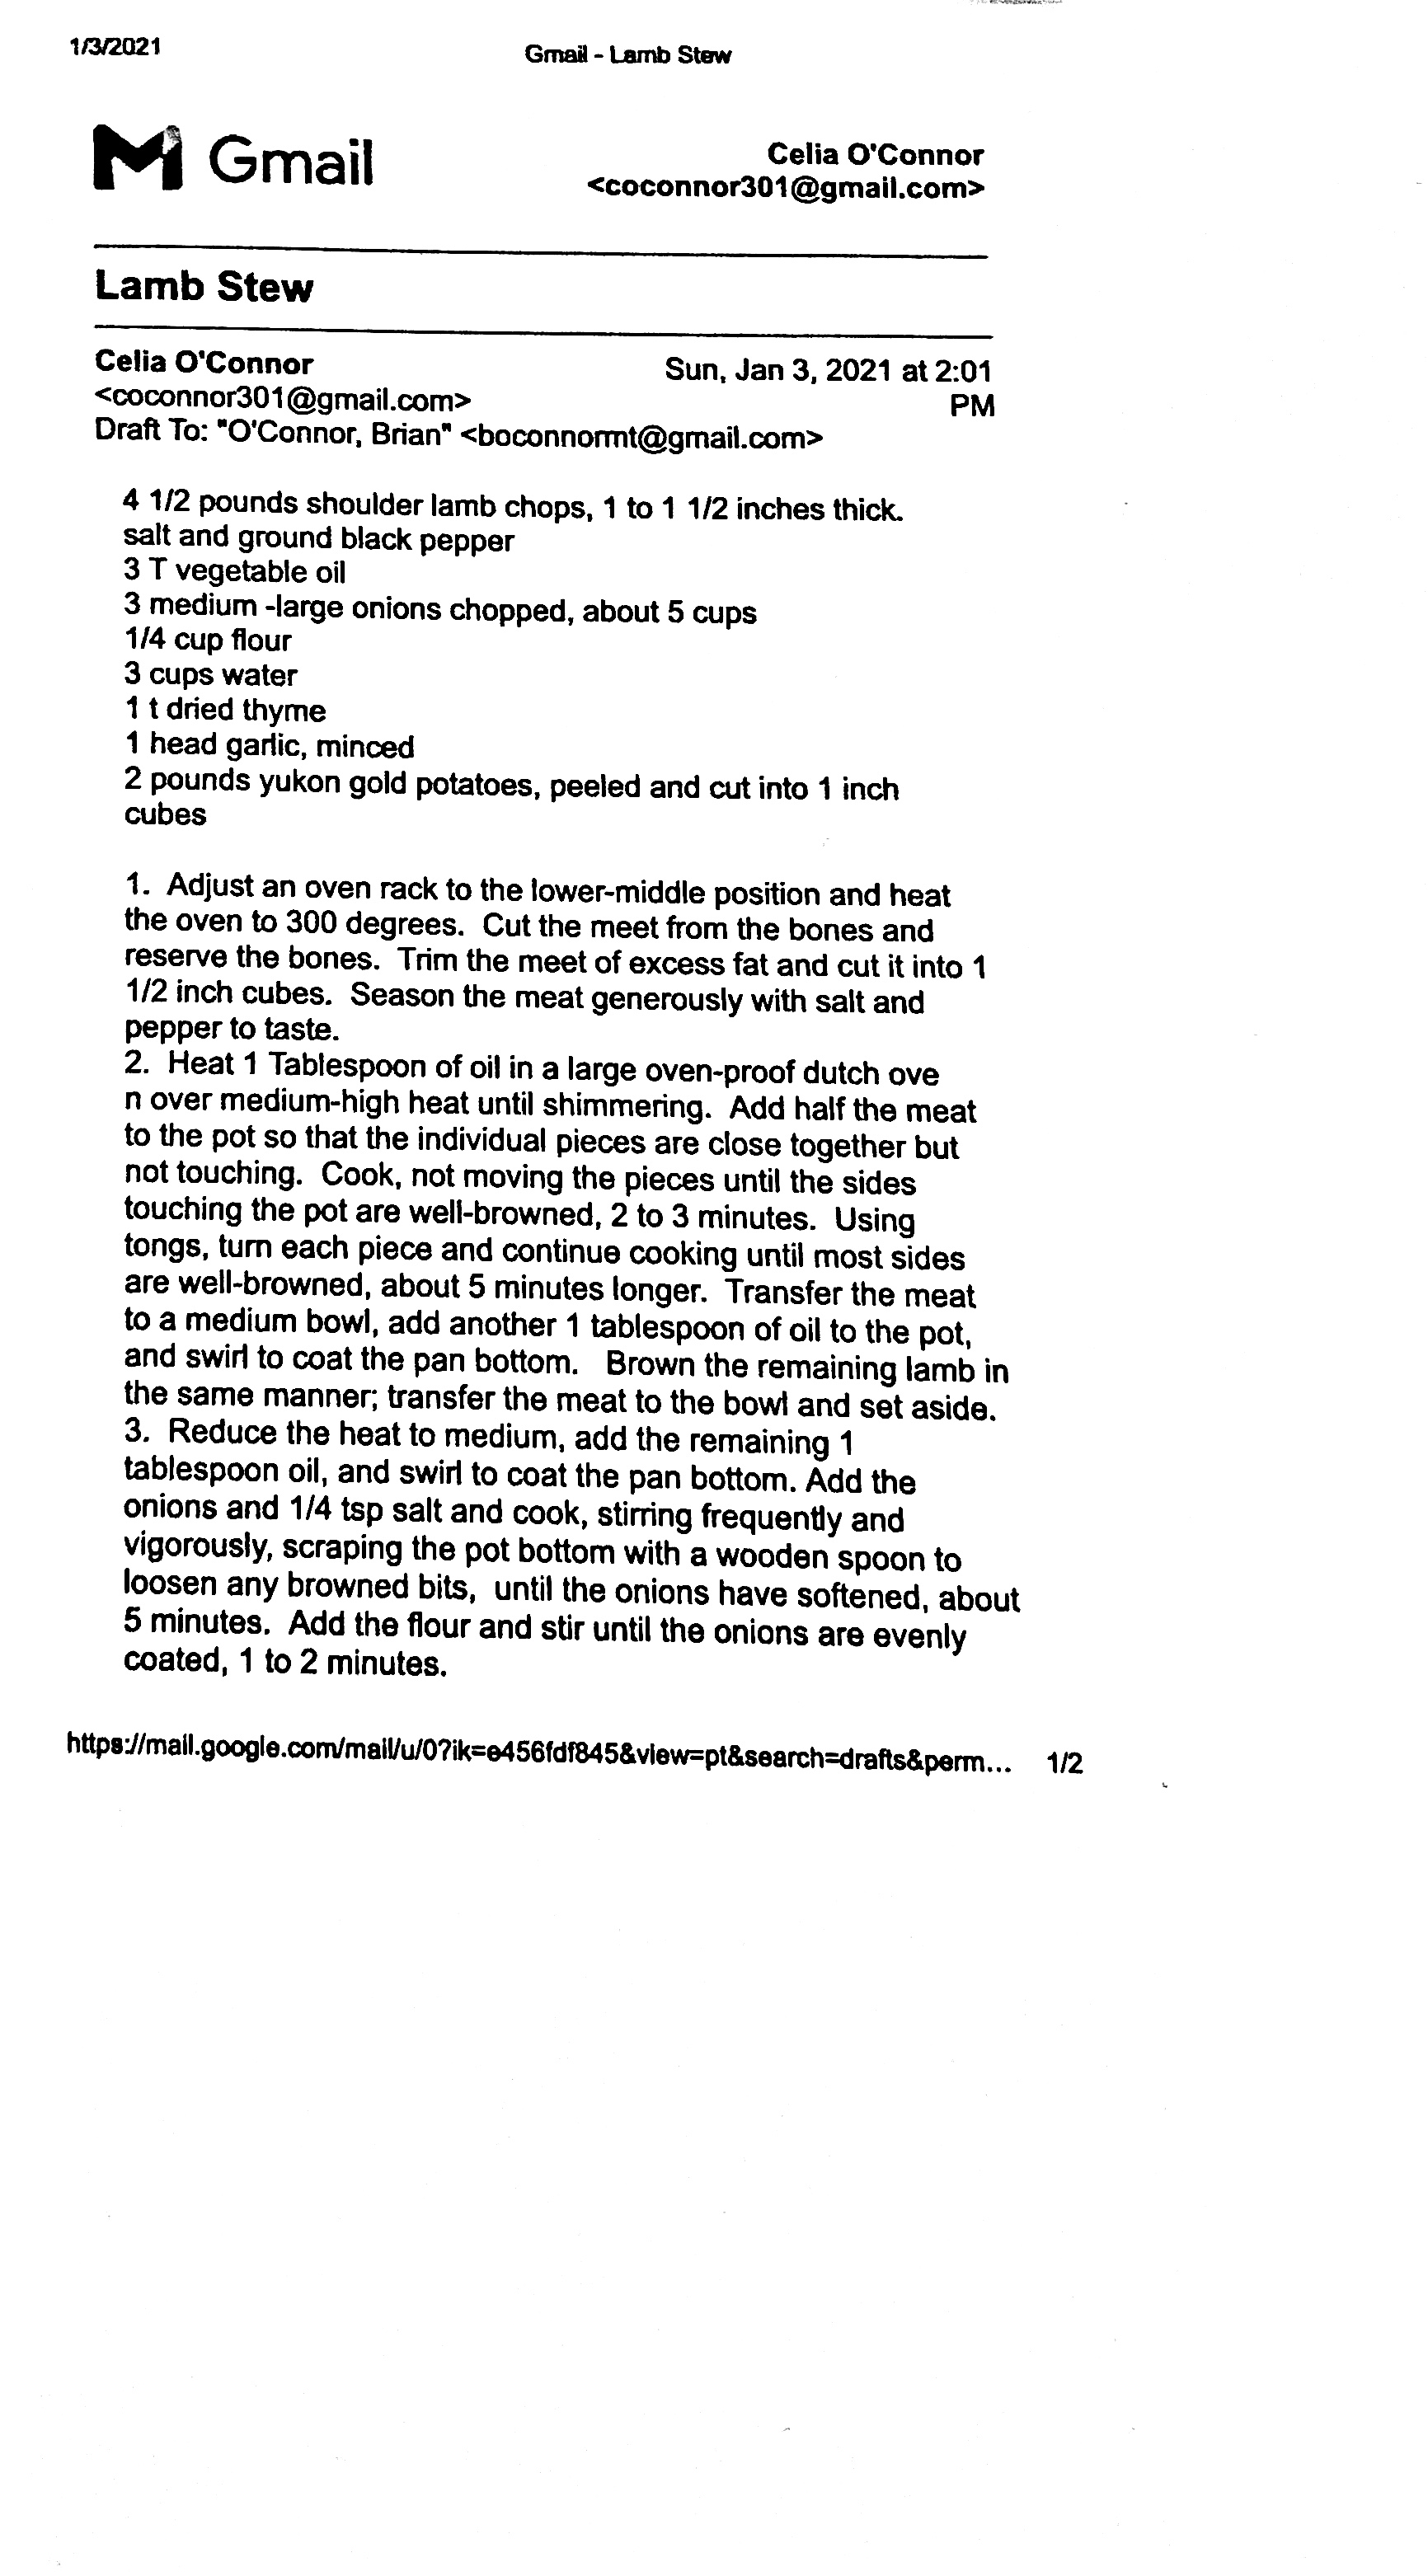 1/3/2021
Gmail - Lamb Stew
Gmail
Celia O'Connor
<coconnor301@gmail.com>
Lamb Stew
Celia O'Connor
<coconnor301@gmail.com>
Sun, Jan 3, 2021 at 2:01
PM
Draft To: "O'Connor, Brian" <boconnormt@gmail.com>
4 1/2 pounds shoulder lamb chops, 1 to 1 1/2 inches thick.
salt and ground black pepper
3 T vegetable oil
3 medium -large onions chopped, about 5 cups
1/4 cup flour
3 cups water
1 t dried thyme
1 head garlic, minced
2 pounds yukon gold potatoes, peeled and cut into 1 inch
cubes
1. Adjust an oven rack to the lower-middle position and heat
the oven to 300 degrees. Cut the meet from the bones and
reserve the bones. Trim the meet of excess fat and cut it into 1
1/2 inch cubes. Season the meat generously with salt and
pepper to taste.
2. Heat 1 Tablespoon of oil in a large oven-proof dutch ove
n over medium-high heat until shimmering. Add half the meat
to the pot so that the individual pieces are close together but
not touching. Cook, not moving the pieces until the sides
touching the pot are well-browned, 2 to 3 minutes. Using
tongs, turn each piece and continue cooking until most sides
are well-browned, about 5 minutes longer. Transfer the meat
to a medium bowl, add another 1 tablespoon of oil to the pot,
and swirl to coat the pan bottom. Brown the remaining lamb in
the same manner; transfer the meat to the bowl and set aside.
3. Reduce the heat to medium, add the remaining 1
tablespoon oil, and swirl to coat the pan bottom. Add the
onions and 1/4 tsp salt and cook, stirring frequently and
vigorously, scraping the pot bottom with a wooden spoon to
loosen any browned bits, until the onions have softened, about
5 minutes. Add the flour and stir until the onions are evenly
coated, 1 to 2 minutes.
https://mail.google.com/mail/u/0?ik=e456fdf845&view=pt&search=drafts&perm... 1/2